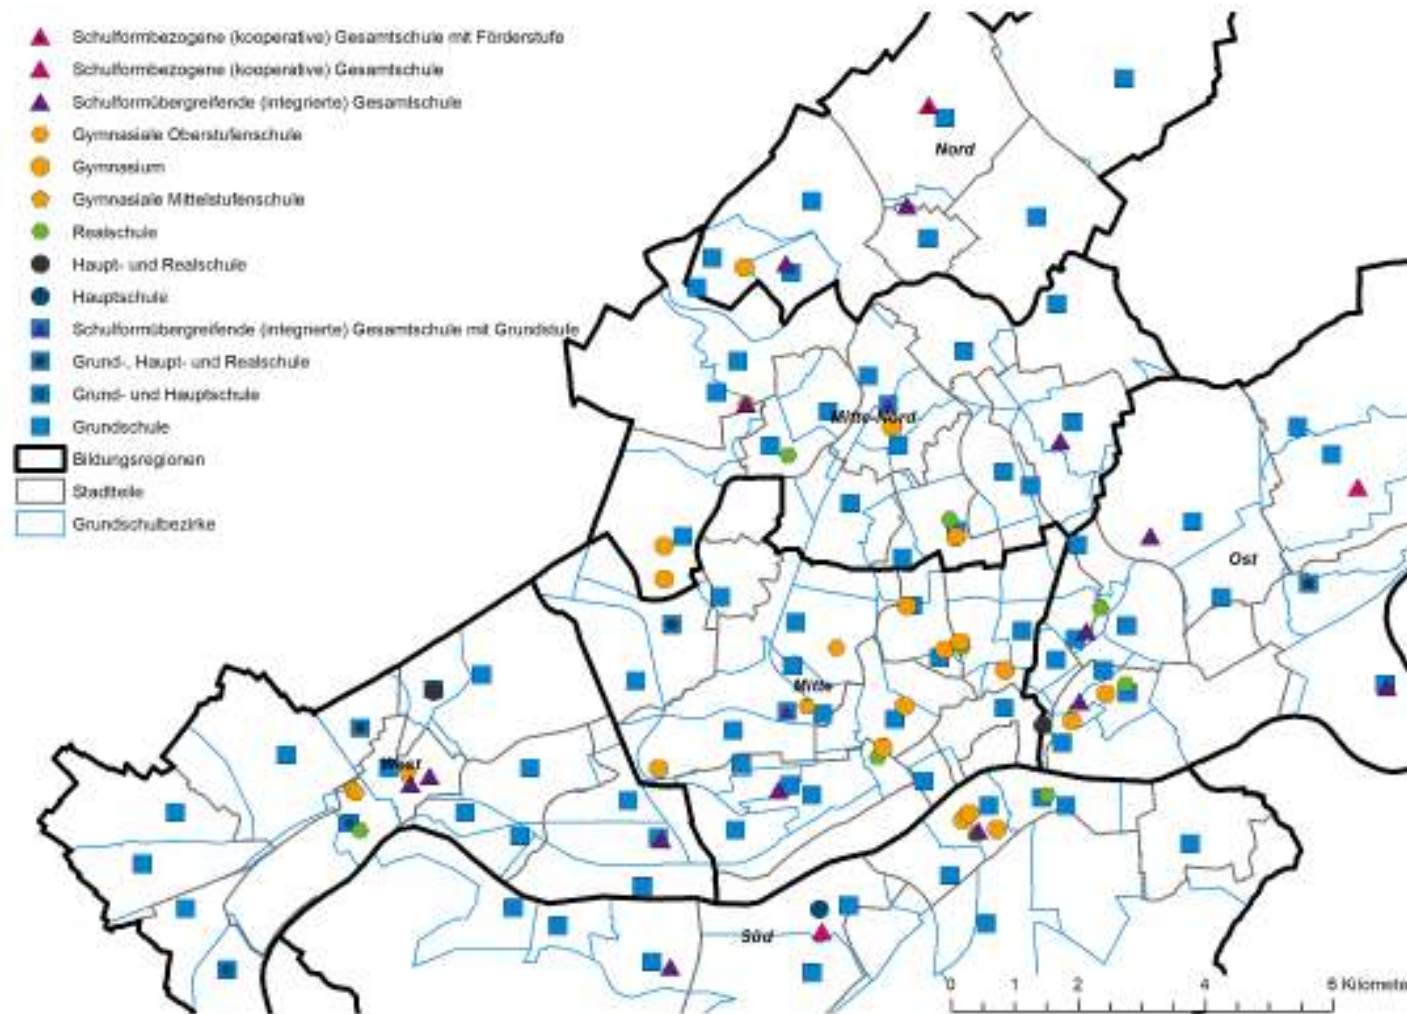 Schulformbezogene (kooperative) Gesamtschule mit Förderstufe
Schulformbezogene (kooperative) Gesamtschule
Schulformübergreifende (integrierte) Gesamtschule
Gymnasiale Oberstufenschule
Gymnasium
Gymnasiale Mittelstufenschule
Realschule
Haupt- und Realschule
Hauptschule
Schulformübergreifende (integrierte) Gesamtschule mit Grundstufe
Grund-, Haupt- und Realschule
Grund- und Hauptschule
Grundschule
Bildungsregionen
Stadtteile
Grundschulbezirke
Nord
Mitte-Nord
Ost
Mitte
West
Süd
0 1 2 4 6 Kilomete